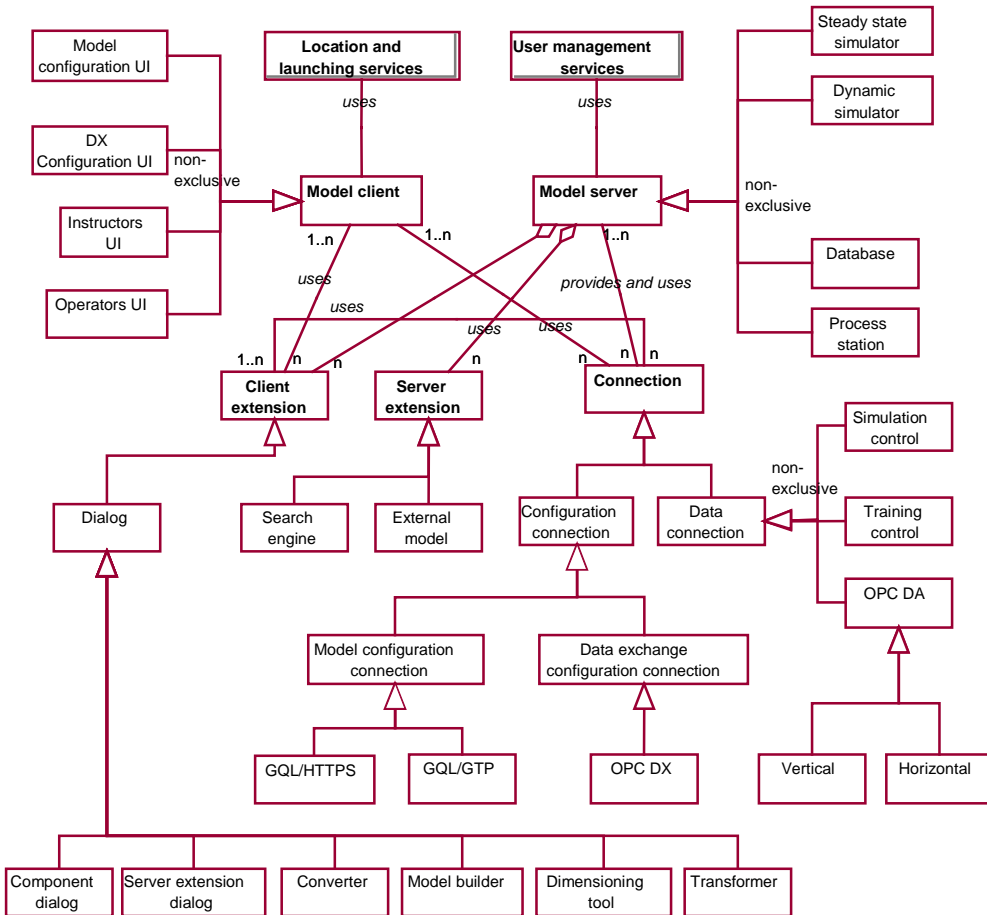 Model
configuration UI
Location and
launching services
User management
services
Steady state
simulator
uses
uses
Dynamic
simulator
DX
Configuration UI
non-
exclusive
Model client
Model server
non-
exclusive
Instructors
UI
1..n
1..n
1..n
Database
uses
provides and uses
Operators UI
uses
uses
uses
Process
station
1..n
n
n
n
n
n
n
Client
extension
Server
extension
Connection
Simulation
control
non-
exclusive
Dialog
Search
engine
External
model
Configuration
connection
Data
connection
Training
control
OPC DA
Model configuration
connection
Data exchange
configuration connection
GQL/HTTPS
GQL/GTP
OPC DX
Vertical
Horizontal
Component
dialog
Server extension
dialog
Converter
Model builder
Dimensioning
tool
Transformer